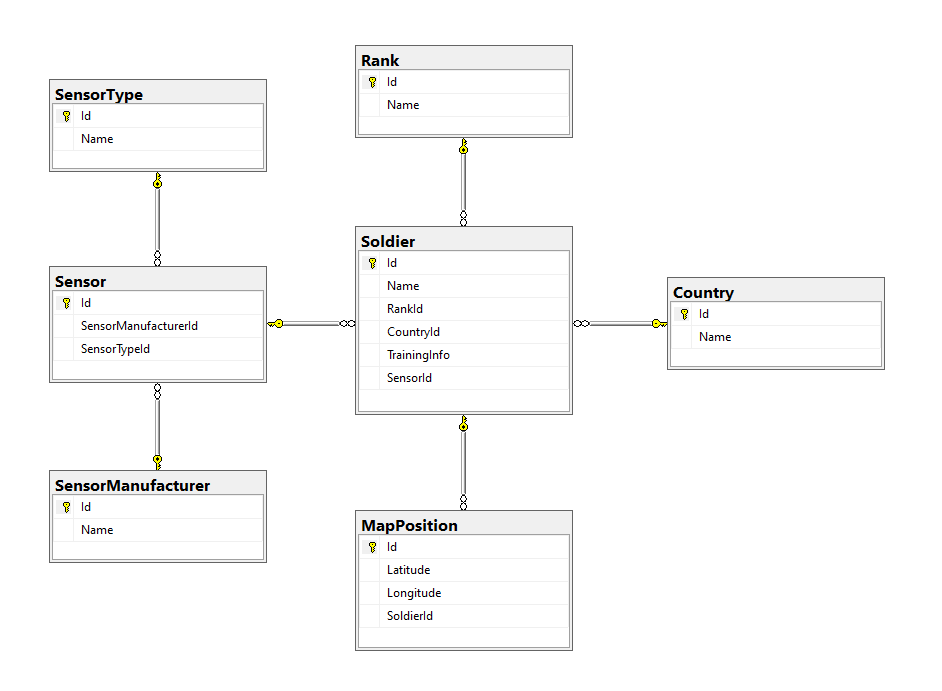 Rank
Id
Name
SensorType
Id
Name
Soldier
Id
Name
RankId
CountryId
TrainingInfo
SensorId
Sensor
Id
SensorManufacturerId
SensorTypeId
Country
Id
Name
SensorManufacturer
Id
Name
MapPosition
Id
Latitude
Longitude
SoldierId